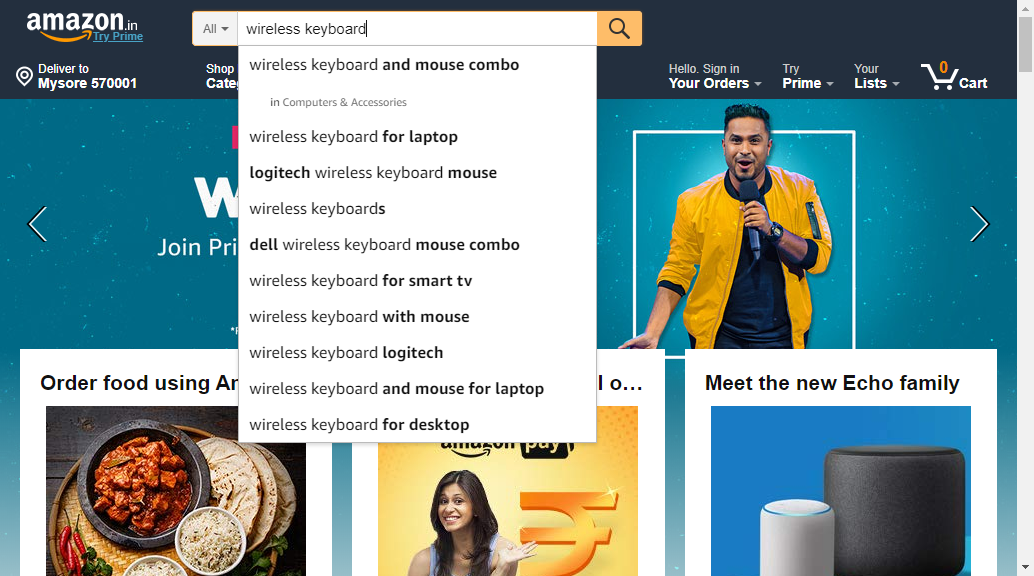 amazon.in
Try Prime
All
wireless keyboard
Deliver to
Mysore 570001
Shop
Hello. Sign in
Your Orders
Try
Prime
Your
Lists
0
Cart
wireless keyboard and mouse combo
in Computers & Accessories
wireless keyboard for laptop
logitech wireless keyboard mouse
wireless keyboards
dell wireless keyboard mouse combo
wireless keyboard for smart tv
wireless keyboard with mouse
wireless keyboard logitech
wireless keyboard and mouse for laptop
wireless keyboard for desktop
Join
Order food using
Meet the new Echo family
amazon pay